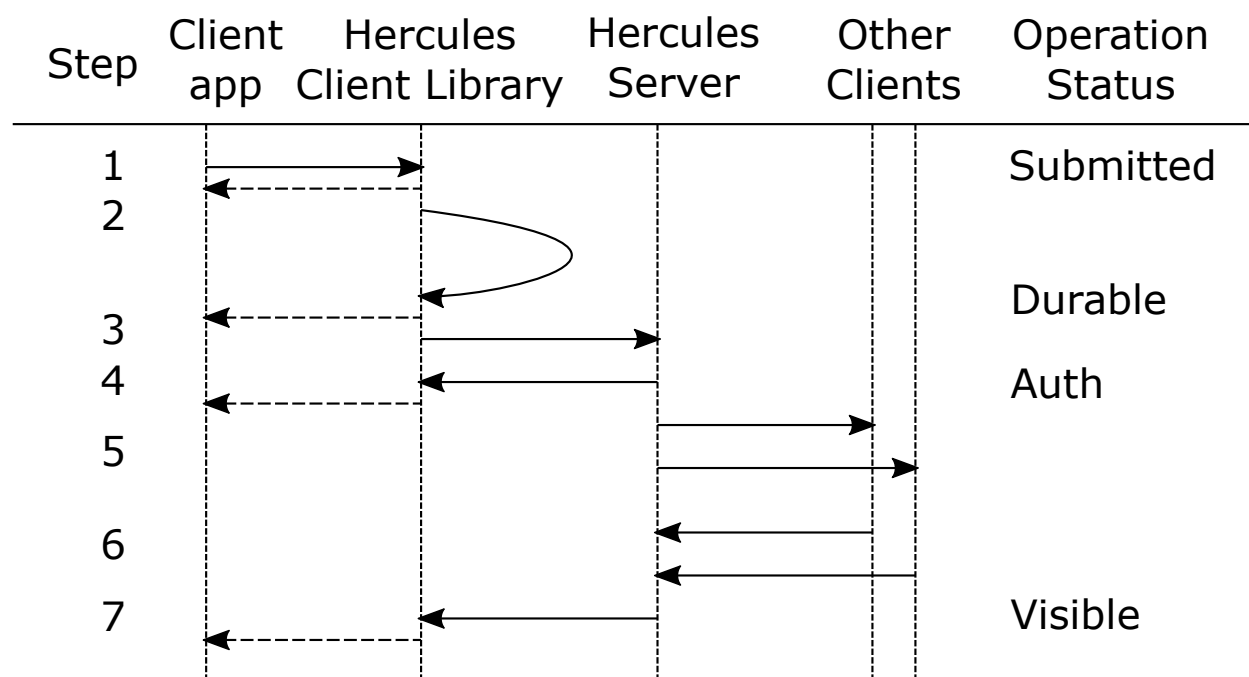 Step
Client app
Hercules Client Library
Hercules Server
Other Clients
Operation Status
1
Submitted
2
Durable
3
4
Auth
5
6
7
Visible